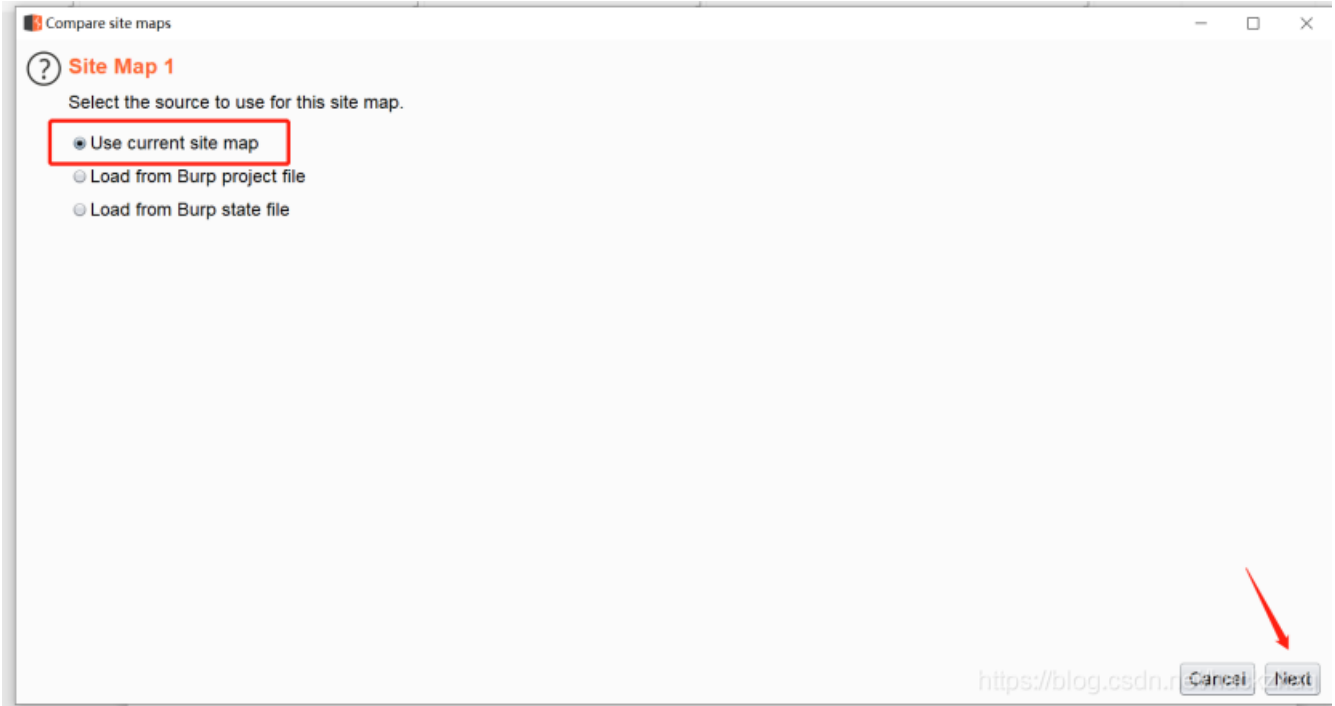 Compare site maps
Site Map 1
Select the source to use for this site map.
Use current site map
Load from Burp project file
Load from Burp state file
Cancel
Next